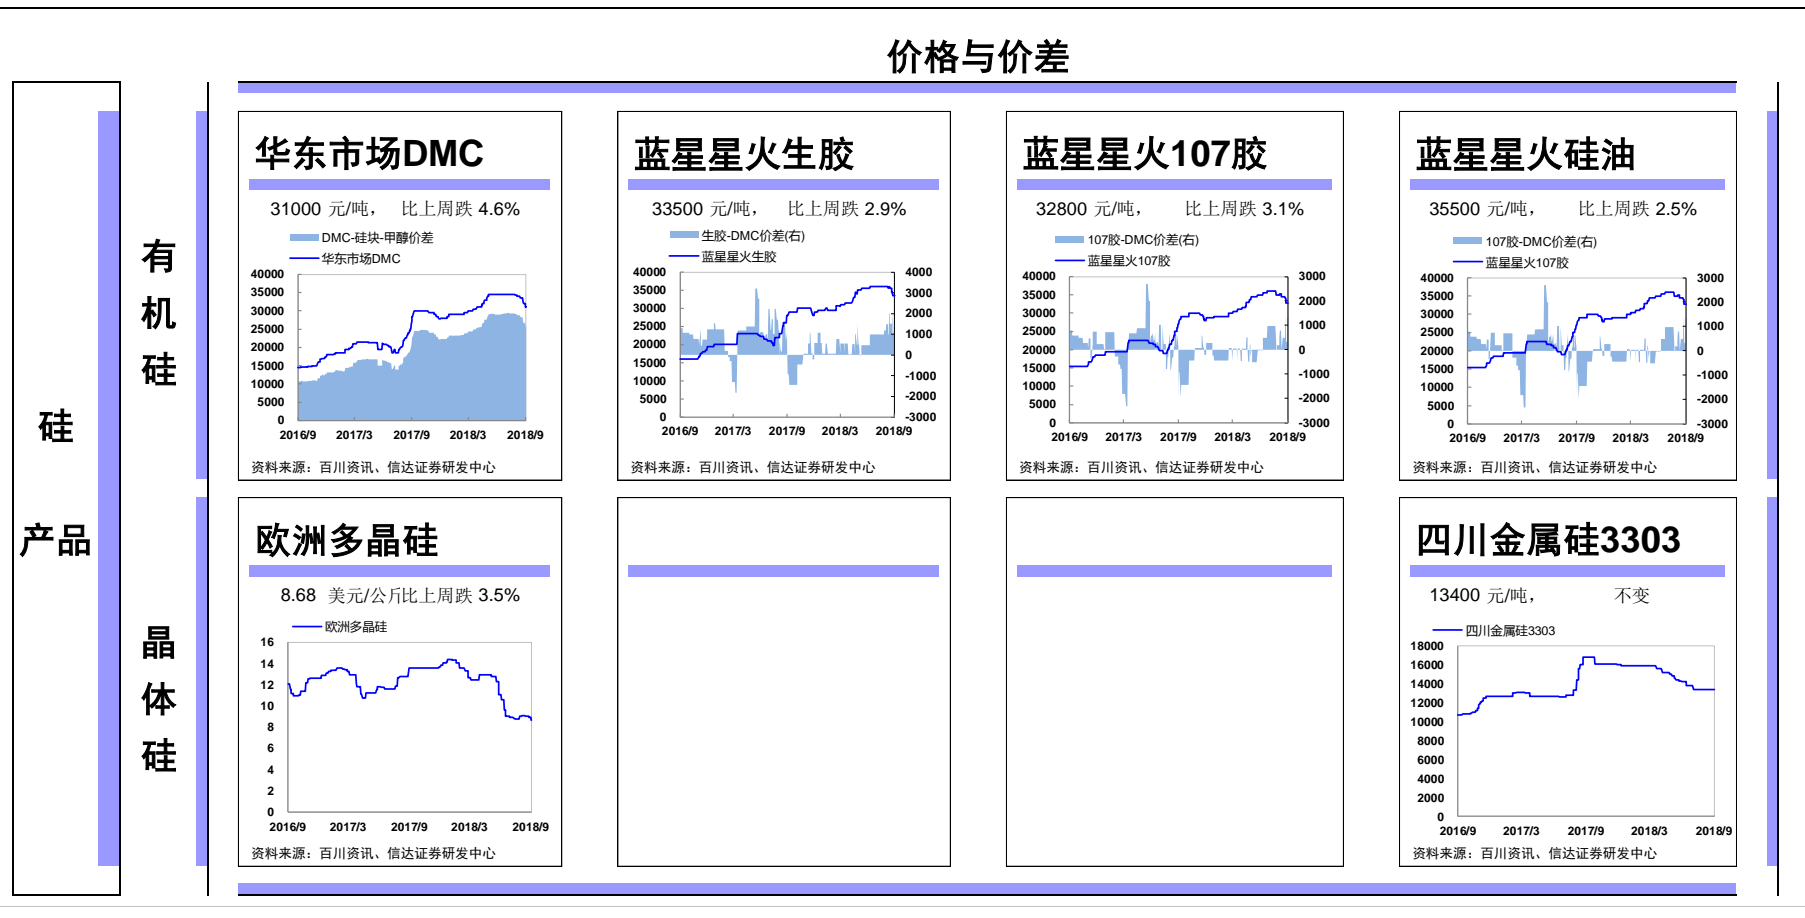 价格与价差
硅
产品
有
机
硅
晶
体
硅
华东市场DMC
31000 元/吨， 比上周跌 4.6%
DMC-硅块-甲醇价差
华东市场DMC
40000
35000
30000
25000
20000
15000
10000
5000
0
2016/9 2017/3 2017/9 2018/3 2018/9
资料来源：百川资讯、信达证券研发中心
蓝星星火生胶
33500 元/吨， 比上周跌 2.9%
生胶-DMC价差(右)
蓝星星火生胶
40000 4000
35000 3000
30000 2000
25000 1000
20000 0
15000 -1000
10000 -2000
5000 -3000
0
2016/9 2017/3 2017/9 2018/3 2018/9
资料来源：百川资讯、信达证券研发中心
蓝星星火107胶
32800 元/吨， 比上周跌 3.1%
107胶-DMC价差(右)
蓝星星火107胶
40000 3000
35000 2000
30000 1000
25000 0
20000 -1000
15000 -2000
10000 -3000
5000
0
2016/9 2017/3 2017/9 2018/3 2018/9
资料来源：百川资讯、信达证券研发中心
蓝星星火硅油
35500 元/吨， 比上周跌 2.5%
107胶-DMC价差(右)
蓝星星火107胶
40000 3000
35000 2000
30000 1000
25000 0
20000 -1000
15000 -2000
10000 -3000
5000
0
2016/9 2017/3 2017/9 2018/3 2018/9
资料来源：百川资讯、信达证券研发中心
欧洲多晶硅
8.68 美元/公斤比上周跌 3.5%
欧洲多晶硅
16
14
12
10
8
6
4
2
0
2016/9 2017/3 2017/9 2018/3 2018/9
资料来源：百川资讯、信达证券研发中心
四川金属硅3303
13400 元/吨， 不变
四川金属硅3303
18000
16000
14000
12000
10000
8000
6000
4000
2000
0
2016/9 2017/3 2017/9 2018/3 2018/9
资料来源：百川资讯、信达证券研发中心